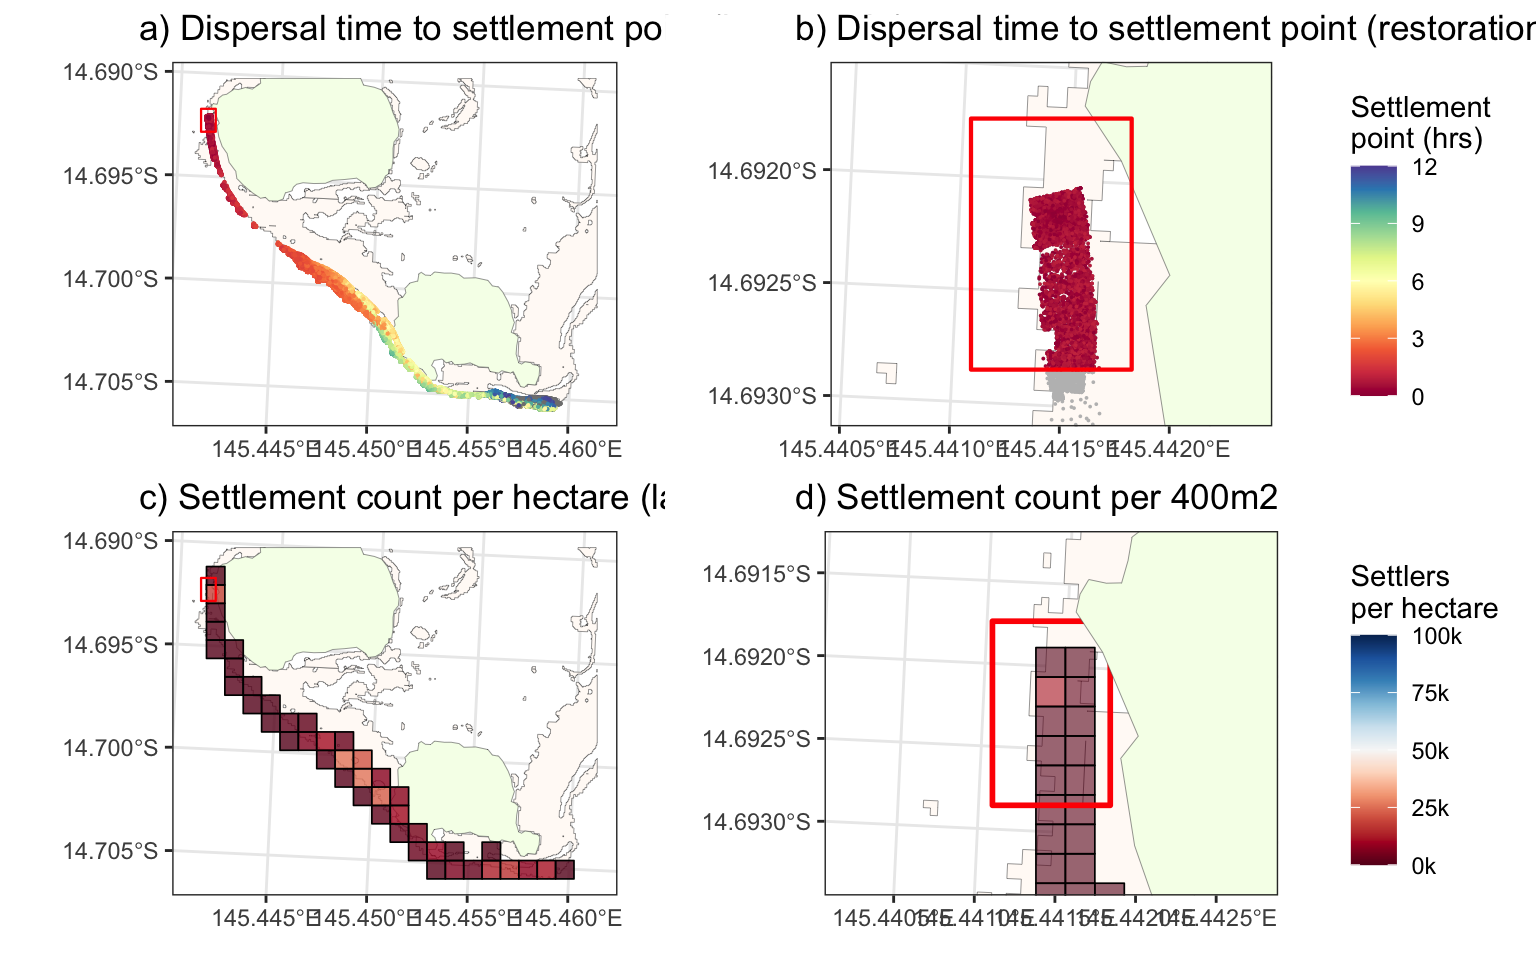 a) Dispersal time to settlement po
b) Dispersal time to settlement point (restoration
14.690°S
14.695°S
14.700°S
14.705°S
145.445°E
145.450°E
145.455°E
145.460°E
14.6920°S
14.6925°S
14.6930°S
145.4405°E
145.4410°E
145.4415°E
145.4420°E
Settlement
point (hrs)
12
9
6
3
0
c) Settlement count per hectare (la
d) Settlement count per 400m2
14.690°S
14.695°S
14.700°S
14.705°S
145.445°E
145.450°E
145.455°E
145.460°E
14.6915°S
14.6920°S
14.6925°S
14.6930°S
145.4405°E
145.4410°E
145.4415°E
145.4420°E
145.4425°E
Settlers
per hectare
100k
75k
50k
25k
0k